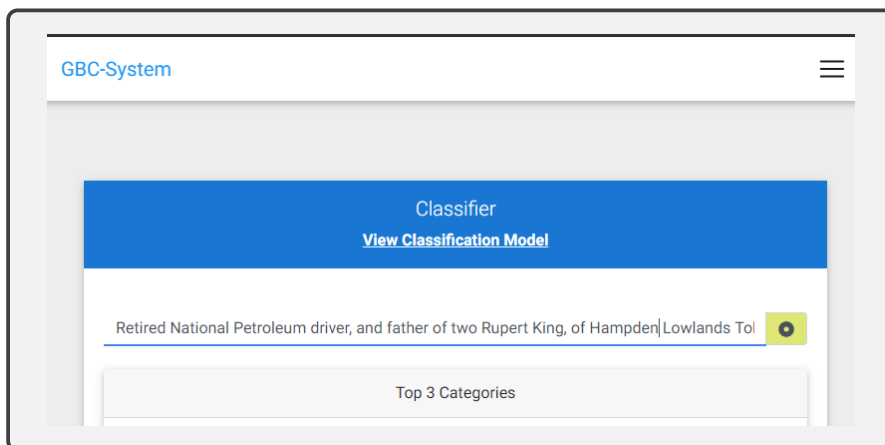 GBC-System
Classifier
View Classification Model
Retired National Petroleum driver, and father of two Rupert King, of Hampden Lowlands
Top 3 Categories